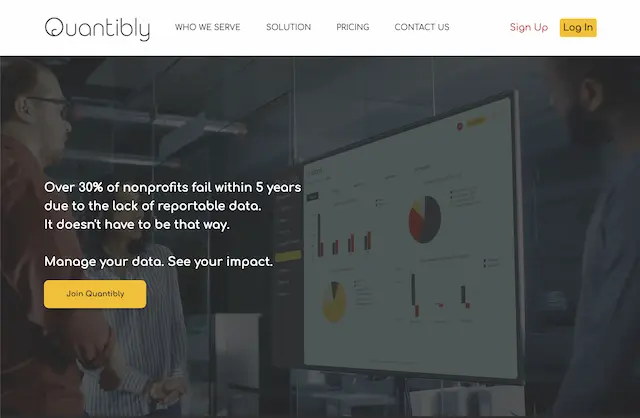 Quantibly
WHO WE SERVE
SOLUTION
PRICING
CONTACT US
Sign Up
Log In
Over 30% of nonprofits fail within 5 years
due to the lack of reportable data.
It doesn't have to be that way.
Manage your data. See your impact.
Join Quantibly